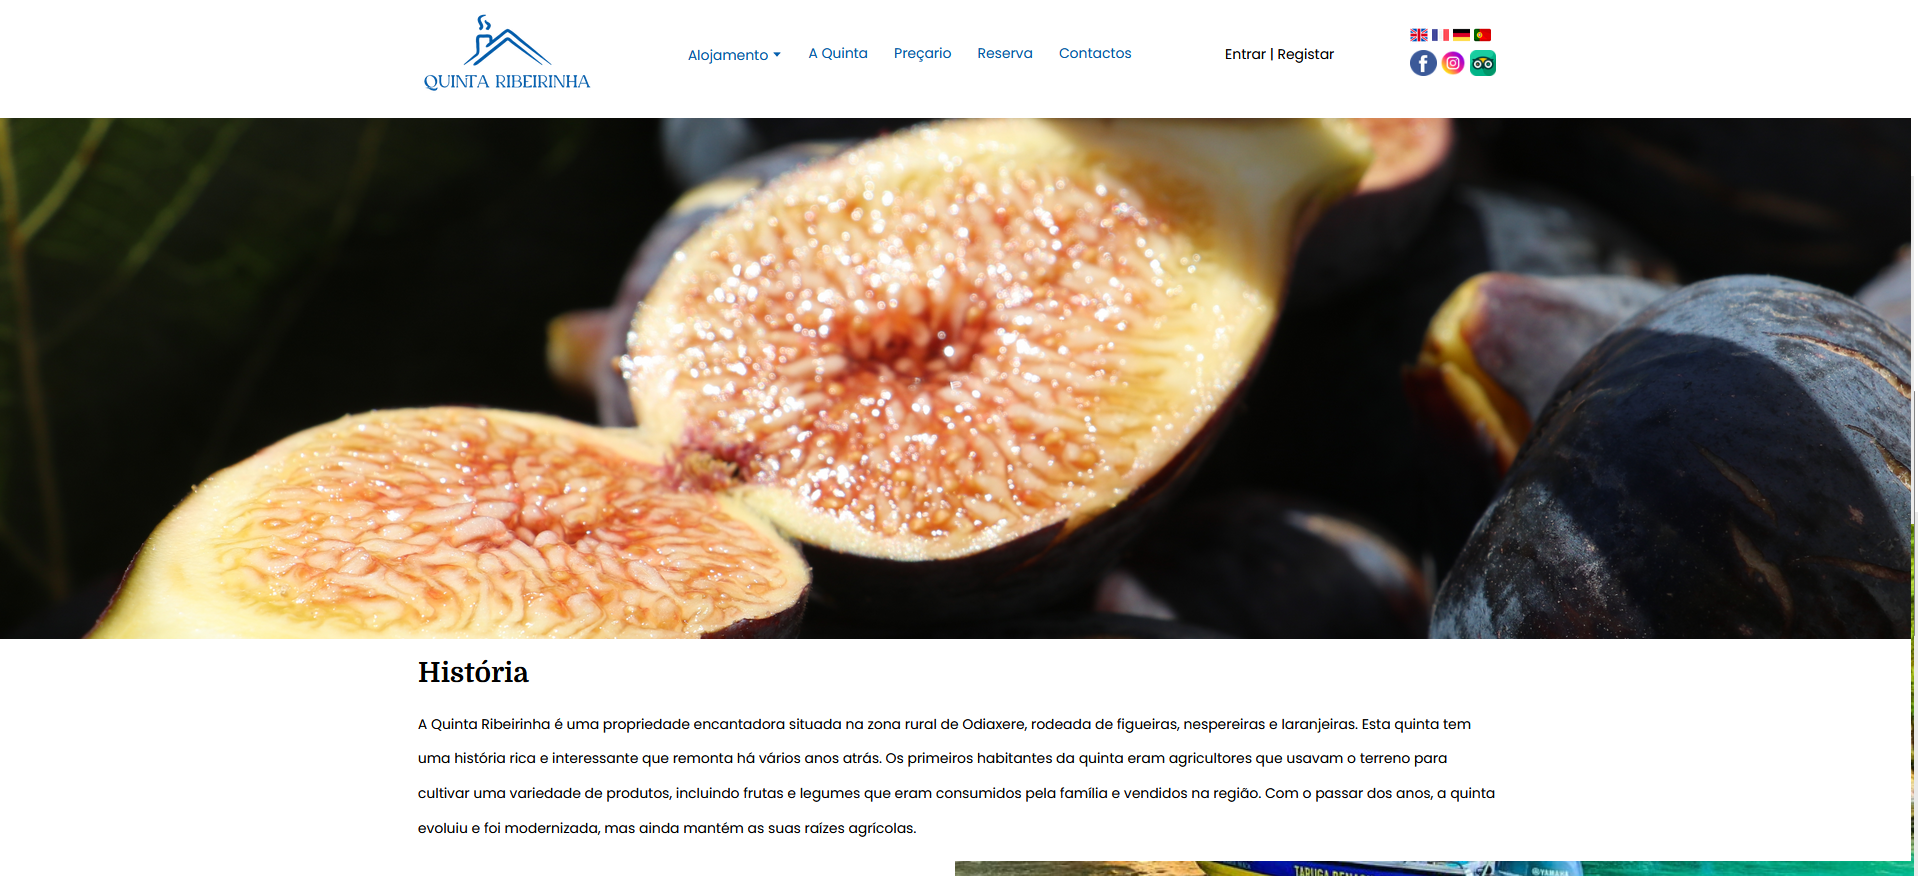 QUINTA RIBEIRINHA
Alojamento
A Quinta
Preçario
Reserva
Contactos
Entrar | Registar
História
A Quinta Ribeirinha é uma propriedade encantadora situada na zona rural de Odiaxere, rodeada de figueiras, nespereiras e laranjeiras. Esta quinta tem
uma história rica e interessante que remonta há vários anos atrás. Os primeiros habitantes da quinta eram agricultores que usavam o terreno para
cultivar uma variedade de produtos, incluindo frutas e legumes que eram consumidos pela família e vendidos na região. Com o passar dos anos, a quinta
evoluiu e foi modernizada, mas ainda mantém as suas raízes agrícolas.
YAMAHA